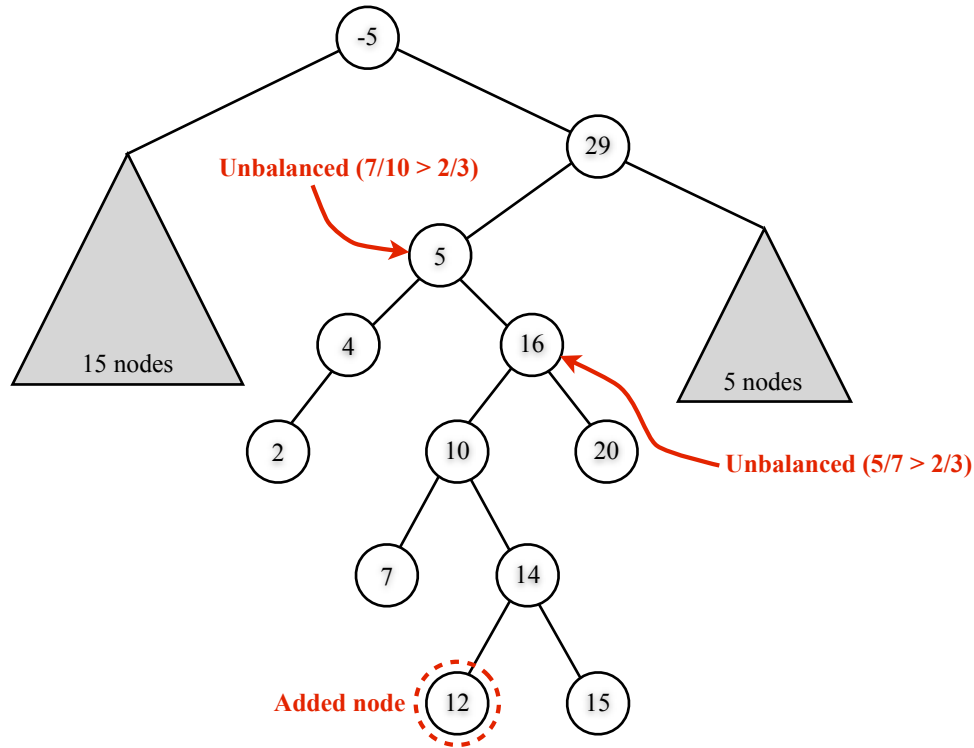 -5
29
Unbalanced (7/10 > 2/3)
5
4
16
15 nodes
5 nodes
2
10
20
Unbalanced (5/7 > 2/3)
7
14
Added node
12
15